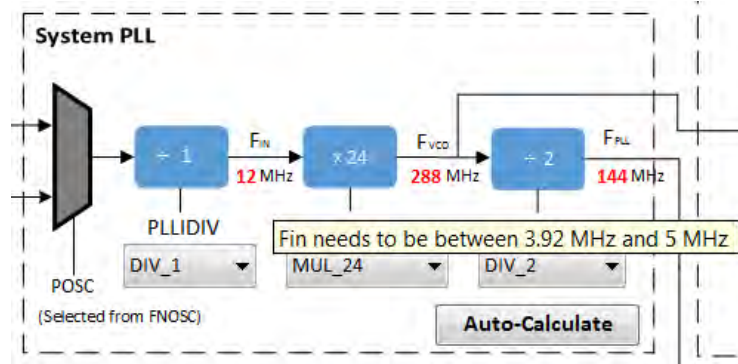 System PLL
÷ 1
FIN
12 MHz
x 24
FVCO
288 MHz
÷ 2
FPLL
144 MHz
PLLIDIV
Fin needs to be between 3.92 MHz and 5 MHz
DIV_1
MUL_24
DIV_2
POSC
(Selected from FNOSC)
Auto-Calculate